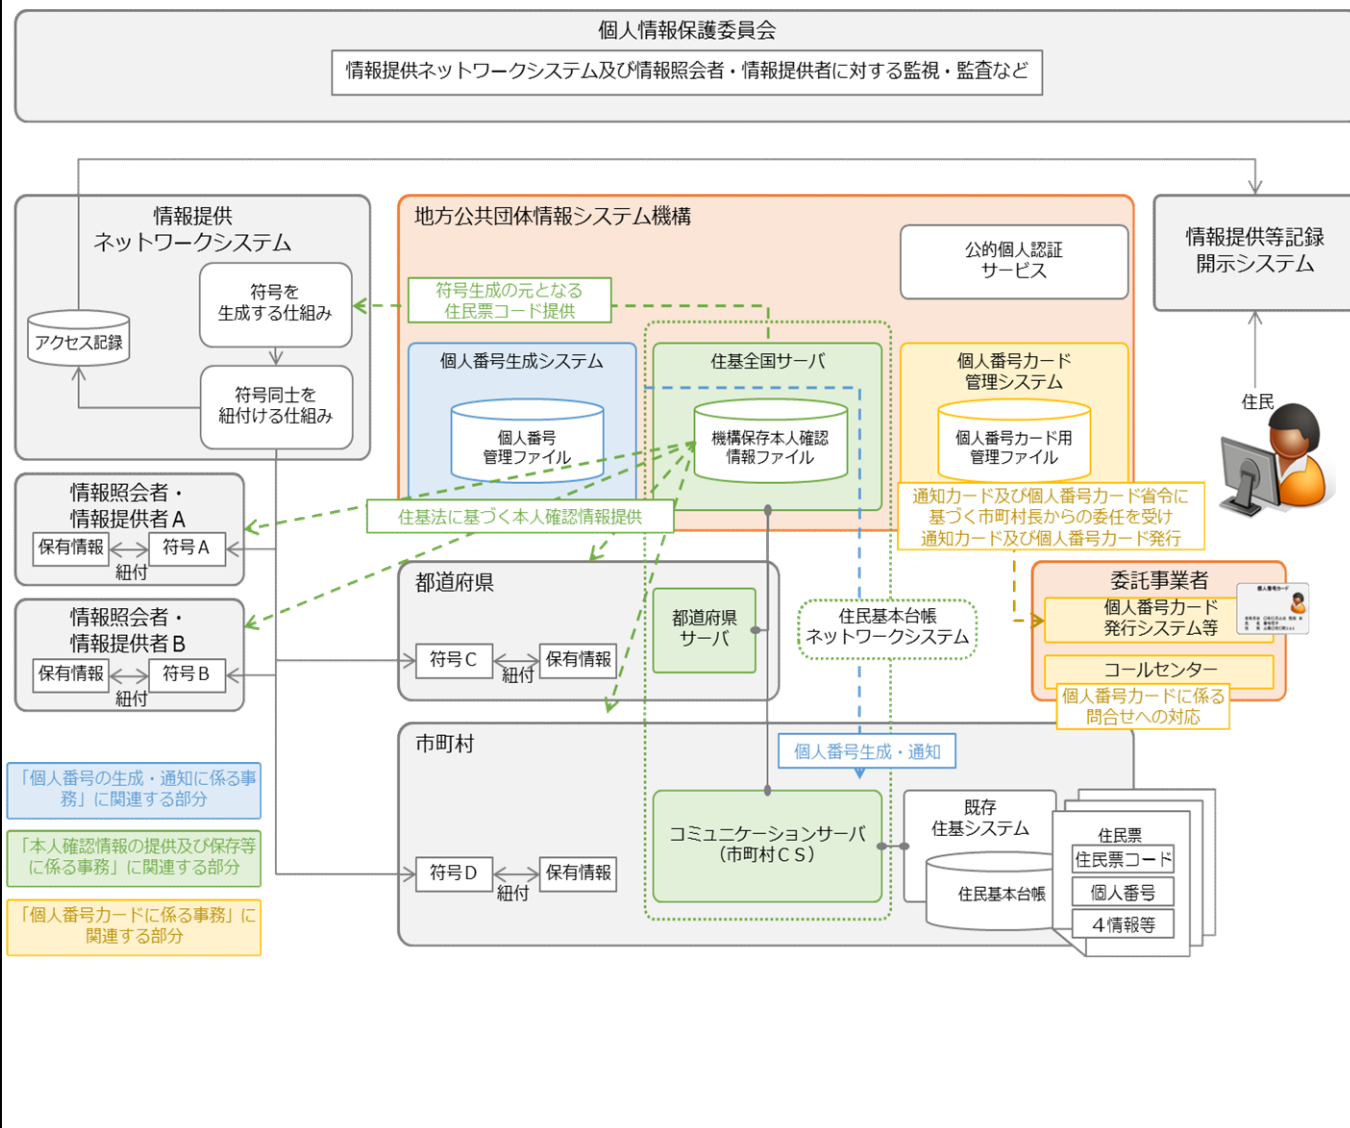 個人情報保護委員会
情報提供ネットワークシステム及び情報照会者・情報提供者に対する監視・監査など
情報提供
ネットワークシステム
符号を
生成する仕組み
アクセス記録
符号同士を
紐付ける仕組み
地方公共団体情報システム機構
公的個人認証
サービス
符号生成の元となる
住民票コード提供
個人番号生成システム
個人番号
管理ファイル
住基全国サーバ
機構保存本人確認
情報ファイル
個人番号カード
管理システム
個人番号カード用
管理ファイル
情報提供等記録
開示システム
住民
情報照会者・
情報提供者A
保有情報
符号A
紐付
住基法に基づく本人確認情報提供
通知カード及び個人番号カード省令に
基づく市町村長からの委任を受け
通知カード及び個人番号カード発行
情報照会者・
情報提供者B
保有情報
符号B
紐付
都道府県
都道府県
サーバ
符号C
保有情報
紐付
住民基本台帳
ネットワークシステム
委託事業者
個人番号カード
発行システム等
個人番号カード
コールセンター
個人番号カードに係る
問合せへの対応
市町村
個人番号生成・通知
コミュニケーションサーバ
(市町村CS)
符号D
保有情報
紐付
既存
住基システム
住民基本台帳
住民票
住民票コード
個人番号
4情報等
「個人番号の生成・通知に係る事
務」に関連する部分
「本人確認情報の提供及び保存等
に係る事務」に関連する部分
「個人番号カードに係る事務」に
関連する部分